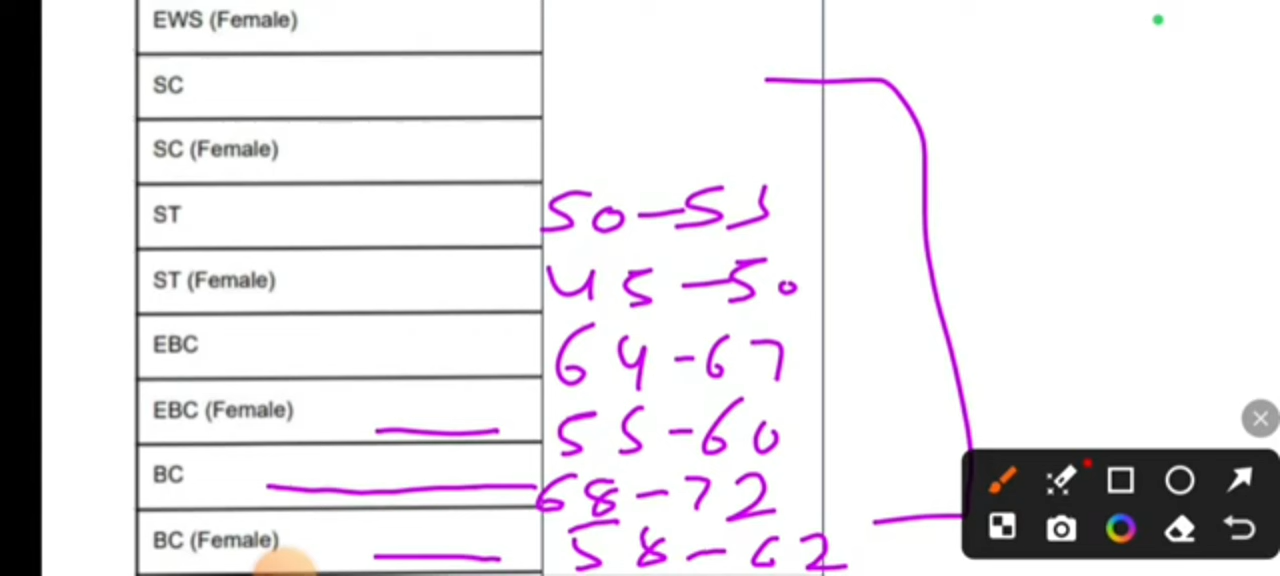 EWS (Female)
SC
SC (Female)
ST 50-53
ST (Female) 45-50
EBC 64-67
EBC (Female) 55-60
BC 68-72
BC (Female) 58-62